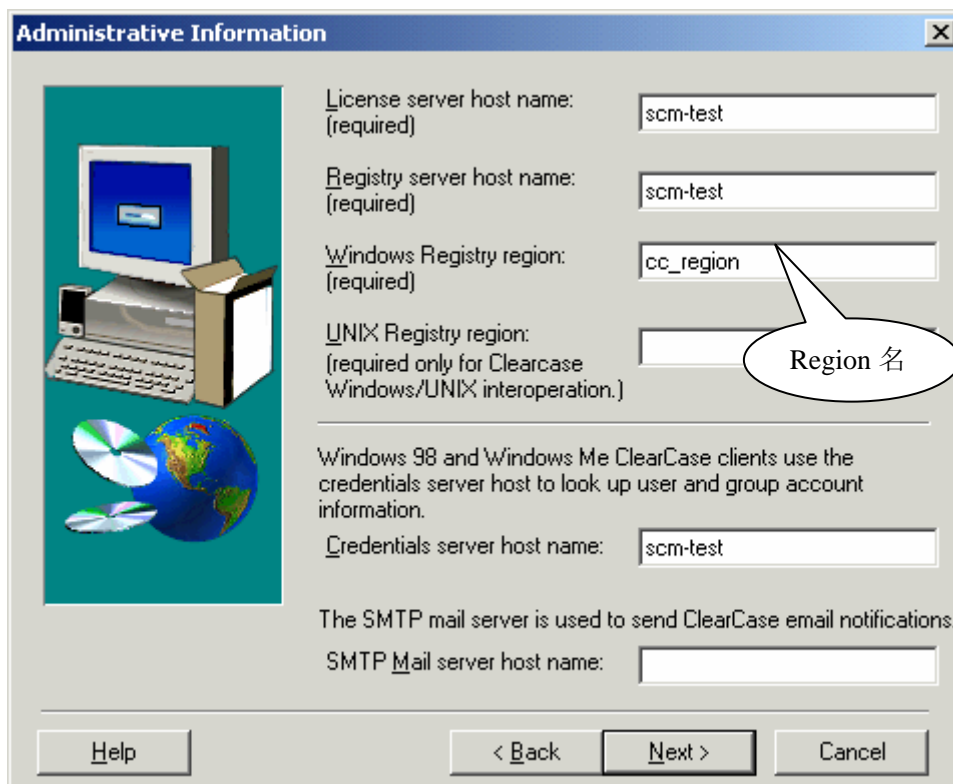 Administrative Information
License server host name:
(required)
scm-test
Registry server host name:
(required)
scm-test
Windows Registry region:
(required)
cc_region
UNIX Registry region:
(required only for Clearcase
Windows/UNIX interoperation.)
Region 名
Windows 98 and Windows Me ClearCase clients use the
credentials server host to look up user and group account
information.
Credentials server host name:
scm-test
The SMTP mail server is used to send ClearCase email notifications.
SMTP Mail server host name:
Help
< Back
Next >
Cancel